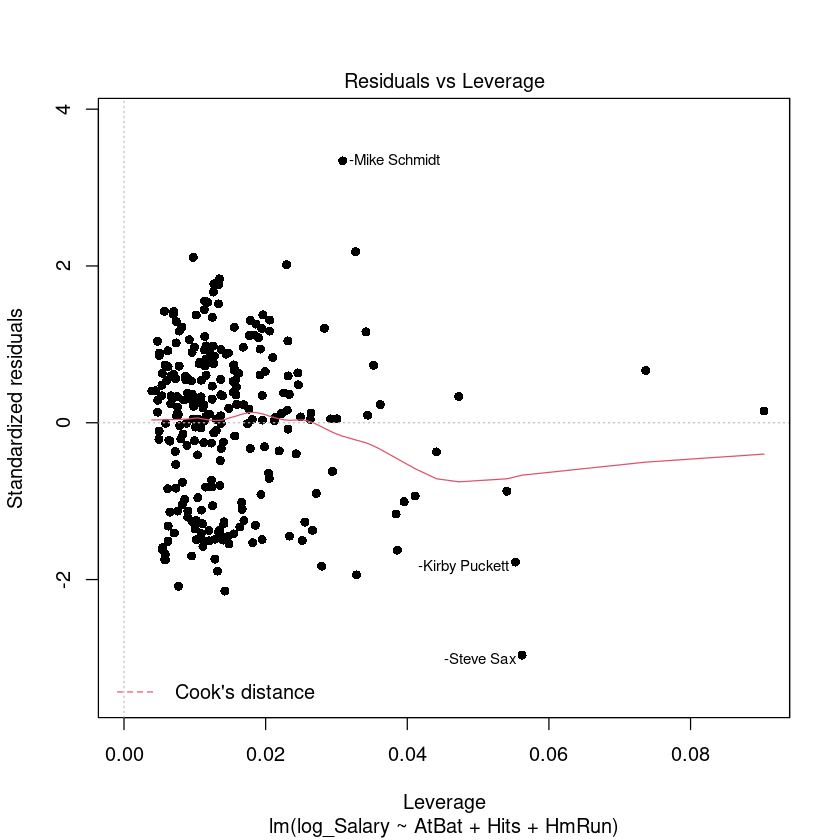 Residuals vs Leverage
4
2
0
-2
Standardized residuals
-Mike Schmidt
-Kirby Puckett
-Steve Sax
Cook's distance
0.00 0.02 0.04 0.06 0.08
Leverage
lm(log_Salary ~ AtBat + Hits + HmRun)